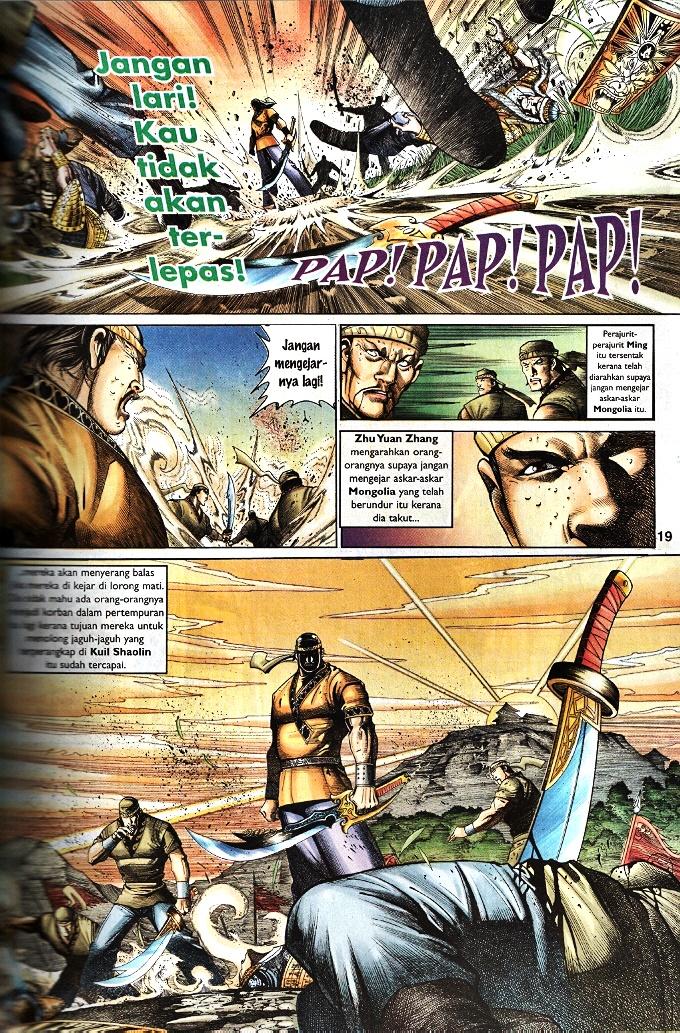 Jangan
lari!
Kau
tidak
akan
ter-
lepas!
PAP! PAP! PAP!
Jangan
mengejar-
nya lagi!
Perajurit-
perajurit Ming
itu tersentak
kerana telah
diarahkan supaya
jangan mengejar
askar-askar
Mongolia itu.
Zhu Yuan Zhang
mengarahkan orang-
orangnya supaya jangan
mengejar askar-askar
Mongolia yang telah
berundur itu kerana
dia takut...
19
mereka akan menyerang balas
mereka di kejar di lorong mati.
mahu ada orang-orangnya
korban dalam pertempuran
kerana tujuan mereka untuk
menolong jaguh-jaguh yang
terperangkap di Kuil Shaolin
itu sudah tercapai.